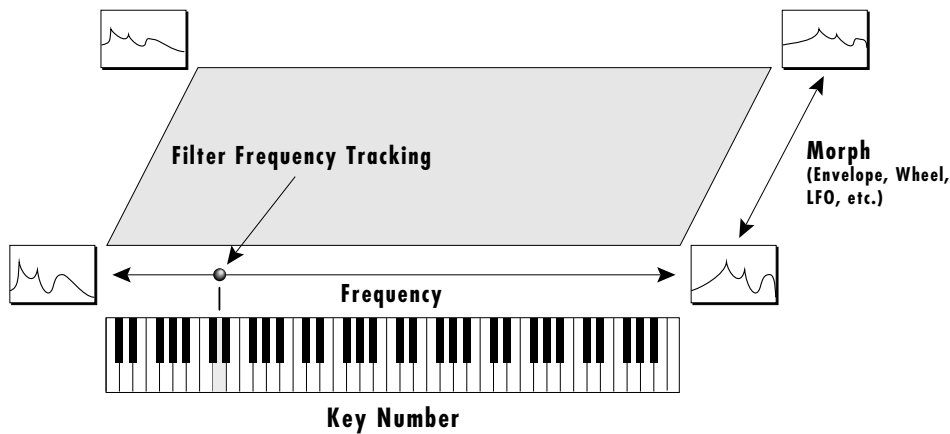 Filter Frequency Tracking
Morph
(Envelope, Wheel,
LFO, etc.)
Frequency
Key Number